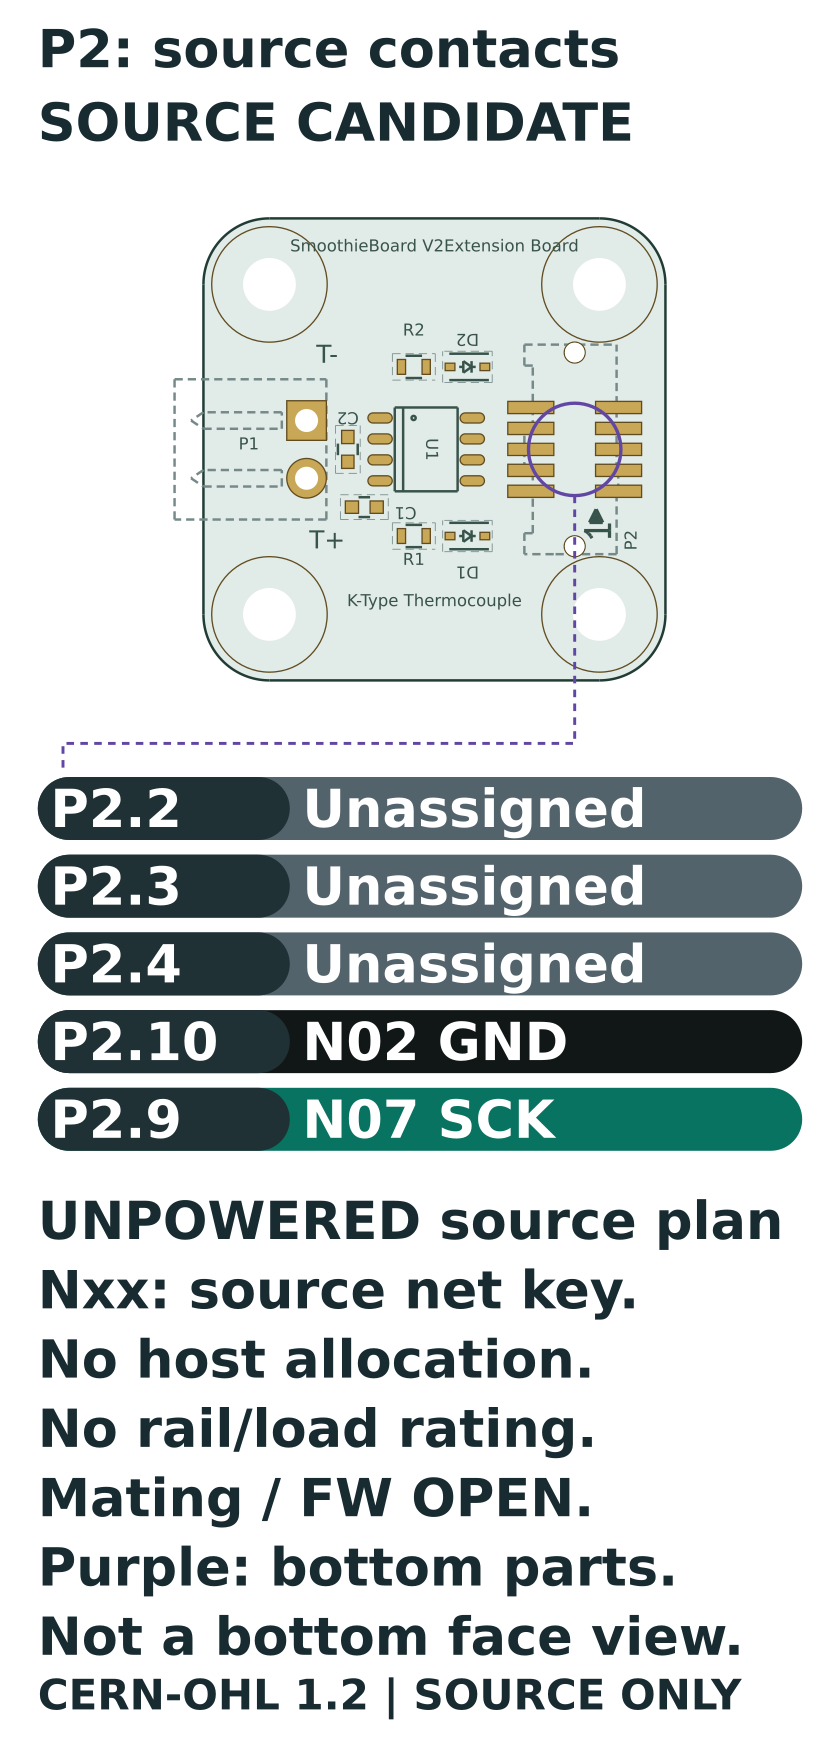 P2: source contacts
SOURCE CANDIDATE
SmoothieBoard V2Extension Board
R2
D2
T-
C2
P1
U1
C1
T+
1
P2
R1
D1
K-Type Thermocouple
P2.2 Unassigned
P2.3 Unassigned
P2.4 Unassigned
P2.10 N02 GND
P2.9 N07 SCK
UNPOWERED source plan
Nxx: source net key.
No host allocation.
No rail/load rating.
Mating / FW OPEN.
Purple: bottom parts.
Not a bottom face view.
CERN-OHL 1.2 | SOURCE ONLY